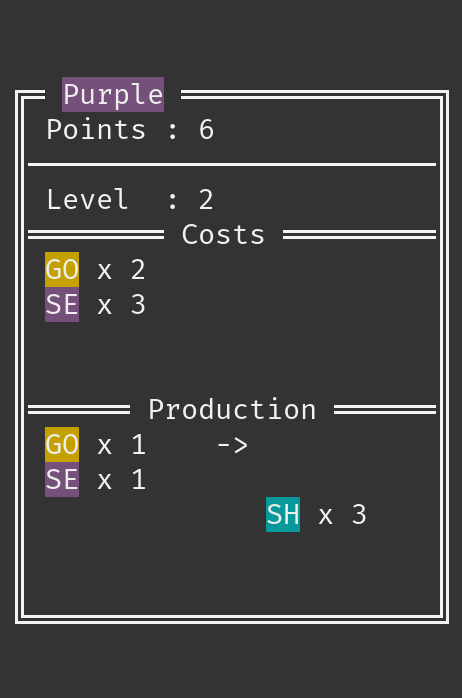 Purple
Points : 6
Level  : 2
Costs
GO x 2
SE x 3
Production
GO x 1    ->
SE x 1
SH x 3